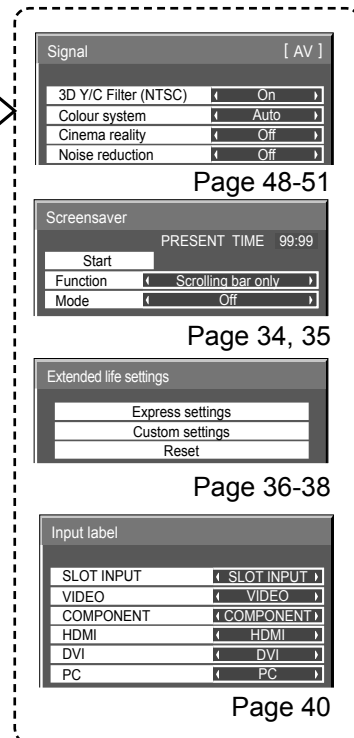 Signal [ AV ]
3D Y/C Filter (NTSC) On
Colour system Auto
Cinema reality Off
Noise reduction Off
Page 48-51
Screensaver
PRESENT TIME 99:99
Start
Function Scrolling bar only
Mode Off
Page 34, 35
Extended life settings
Express settings
Custom settings
Reset
Page 36-38
Input label
SLOT INPUT SLOT INPUT
VIDEO VIDEO
COMPONENT COMPONENT
HDMI HDMI
DVI DVI
PC PC
Page 40